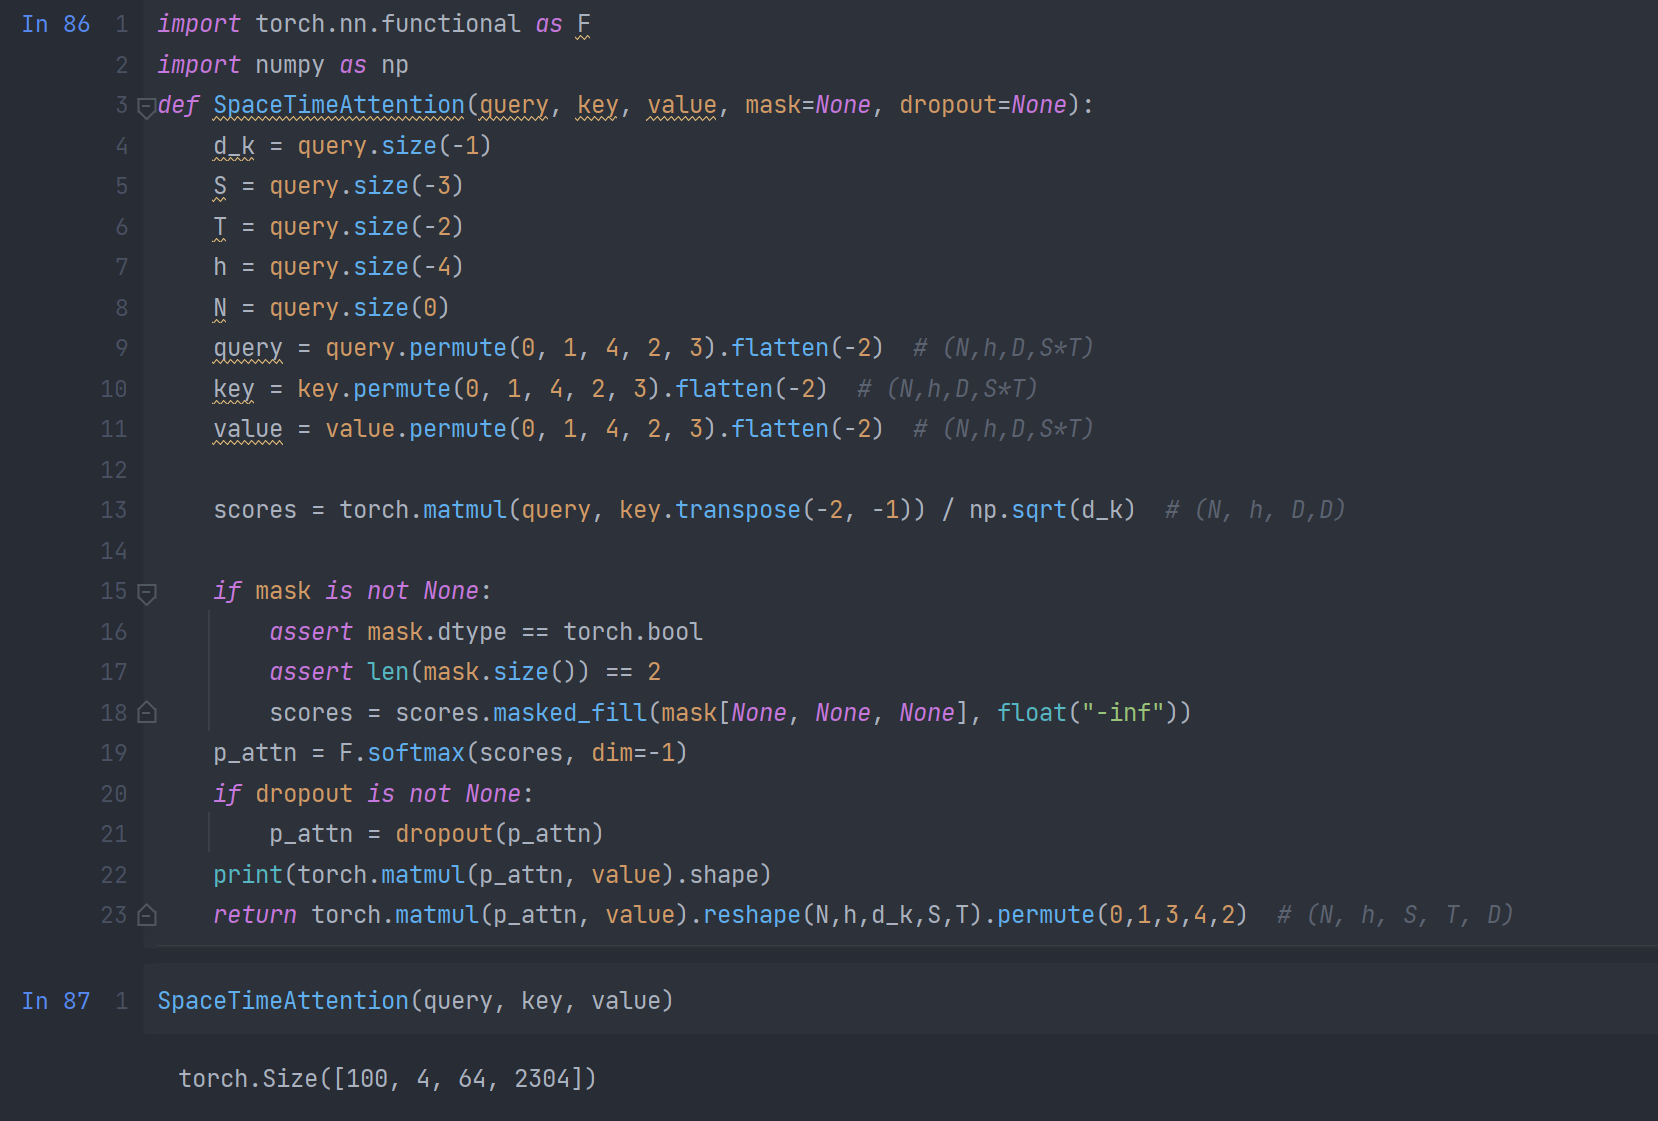 In 86 1 import torch.nn.functional as F
2 import numpy as np
3 def SpaceTimeAttention(query, key, value, mask=None, dropout=None):
4     d_k = query.size(-1)
5     S = query.size(-3)
6     T = query.size(-2)
7     h = query.size(-4)
8     N = query.size(0)
9     query = query.permute(0, 1, 4, 2, 3).flatten(-2)  # (N,h,D,S*T)
10     key = key.permute(0, 1, 4, 2, 3).flatten(-2)  # (N,h,D,S*T)
11     value = value.permute(0, 1, 4, 2, 3).flatten(-2)  # (N,h,D,S*T)
12
13     scores = torch.matmul(query, key.transpose(-2, -1)) / np.sqrt(d_k)  # (N, h, D,D)
14
15     if mask is not None:
16         assert mask.dtype == torch.bool
17         assert len(mask.size()) == 2
18         scores = scores.masked_fill(mask[None, None, None], float("-inf"))
19     p_attn = F.softmax(scores, dim=-1)
20     if dropout is not None:
21         p_attn = dropout(p_attn)
22     print(torch.matmul(p_attn, value).shape)
23     return torch.matmul(p_attn, value).reshape(N,h,d_k,S,T).permute(0,1,3,4,2)  # (N, h, S, T, D)
In 87 1 SpaceTimeAttention(query, key, value)
torch.Size([100, 4, 64, 2304])